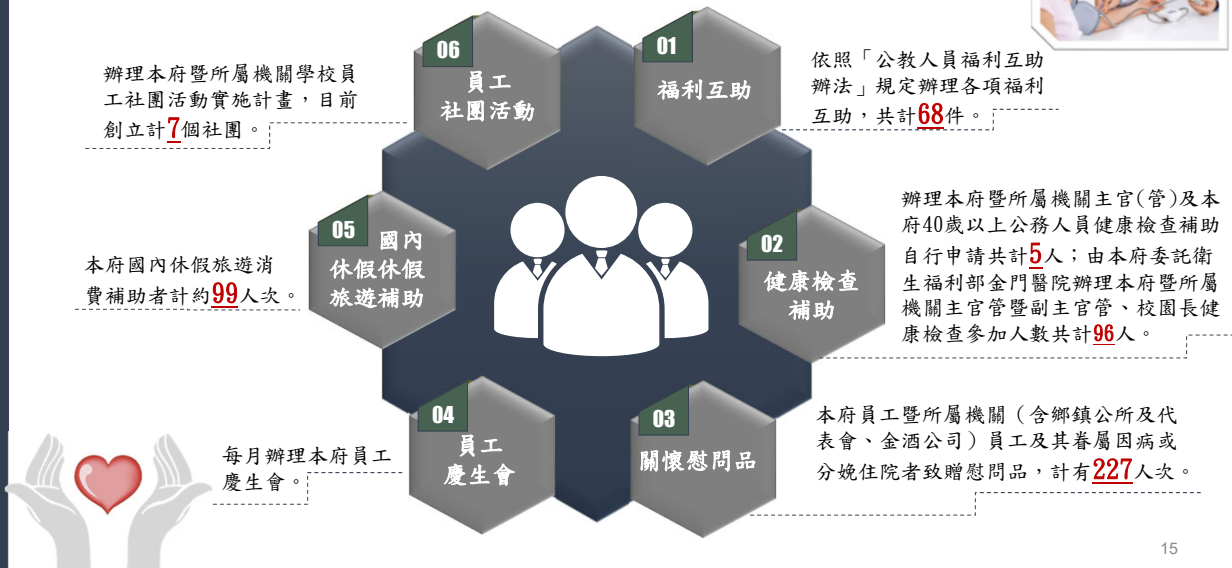 01
福利互助
依照「公教人員福利互助
辦法」規定辦理各項福利
互助，共計68件。
02
健康檢查
補助
辦理本府暨所屬機關主官(管)及本
府40歲以上公務人員健康檢查補助
自行申請共計5人；由本府委託衛
生福利部金門醫院辦理本府暨所屬
機關主官管暨副主官管、校園長健
康檢查參加人數共計96人。
03
關懷慰問品
本府員工暨所屬機關（含鄉鎮公所及代
表會、金酒公司）員工及其眷屬因病或
分娩住院者致贈慰問品，計有227人次。
04
員工
慶生會
每月辦理本府員工
慶生會。
05
國內
休假休假
旅遊補助
本府國內休假旅遊消
費補助者計約99人次。
06
員工
社團活動
辦理本府暨所屬機關學校員
工社團活動實施計畫，目前
創立計7個社團。
15